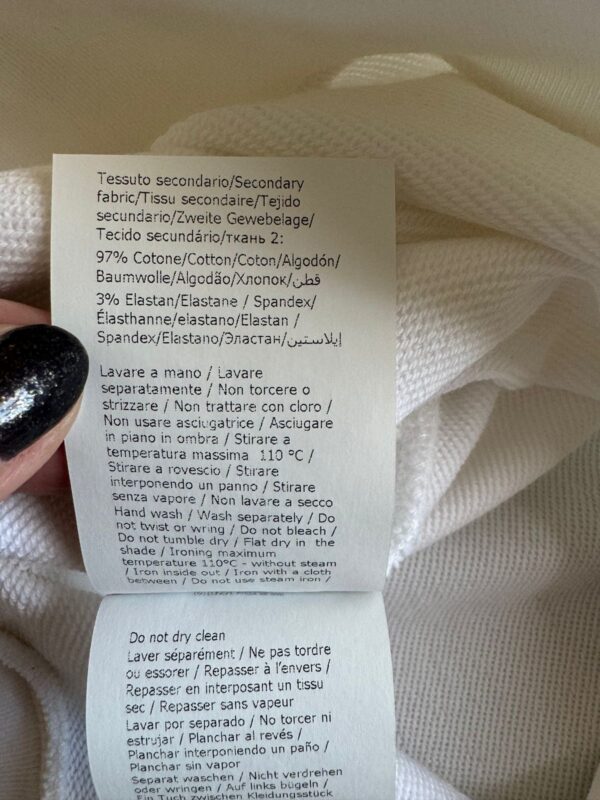 Tessuto secondario/Secondary
fabric/Tissu secondaire/Tejido
secundario/Zweite Gewebelage/
Tecido secundário/ткань 2:
97% Cotone/Cotton/Coton/Algodón/
Baumwolle/Algodão/Хлопок/قطن
3% Elastan/Elastane / Spandex/
Élasthanne/elastano/Elastan /
Spandex/Elastano/Эластан/إيلاستين
Lavare a mano / Lavare
separatamente / Non torcere o
strizzare / Non trattare con cloro /
Non usare asciugatrice / Asciugare
in piano in ombra / Stirare a
temperatura massima 110 °C /
Stirare a rovescio / Stirare
interponendo un panno / Stirare
senza vapore / Non lavare a secco
Hand wash / Wash separately / Do
not twist or wring / Do not bleach /
Do not tumble dry / Flat dry in the
shade / Ironing maximum
temperature 110°C - without steam
/ Iron inside out / Iron with a cloth
between / Do not use steam iron /
Do not dry clean
Laver séparément / Ne pas tordre
ou essorer / Repasser à l'envers /
Repasser en interposant un tissu
sec / Repasser sans vapeur
Lavar por separado / No torcer ni
estrujar / Planchar al revés /
Planchar interponiendo un paño /
Planchar sin vapor
Separat waschen / Nicht verdrehen
oder wringen / Auf links bügeln /
Ein Tuch zwischen Kleidungsstück